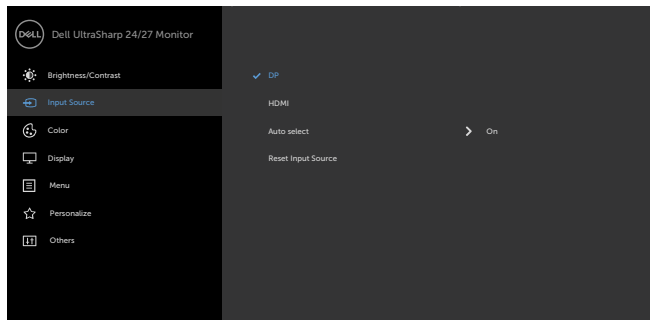 DELL
Dell UltraSharp 24/27 Monitor
Brightness/Contrast
DP
Input Source
HDMI
Color
Auto select
On
Display
Reset Input Source
Menu
Personalize
Others